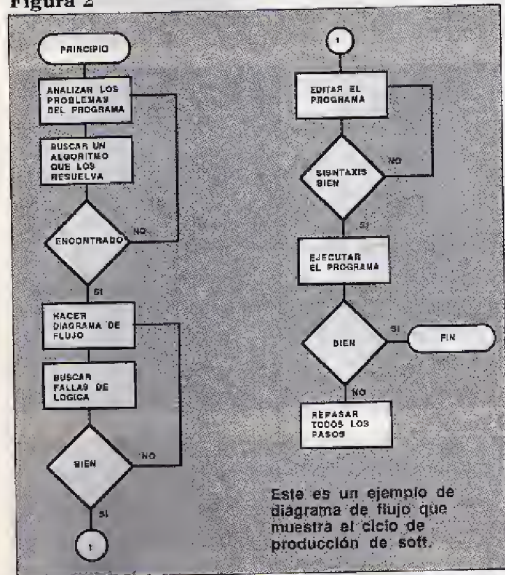 Figura 2
PRINCIPIO
ANALIZAR LOS
PROBLEMAS
DEL PROGRAMA
BUSCAR UN
ALGORITMO
QUE LOS
RESUELVA
ENCONTRADO
NO
SI
HACER
DIAGRAMA DE
FLUJO
BUSCAR
FALLAS DE
LOGICA
BIEN
NO
SI
1
1
EDITAR EL
PROGRAMA
SISNTAXIS
BIEN
NO
SI
EJECUTAR
EL PROGRAMA
BIEN
SI
FIN
NO
REPASAR
TODOS LOS
PASOS
Este es un ejemplo de
diagrama de flujo que
muestra el ciclo de
producción de soft.